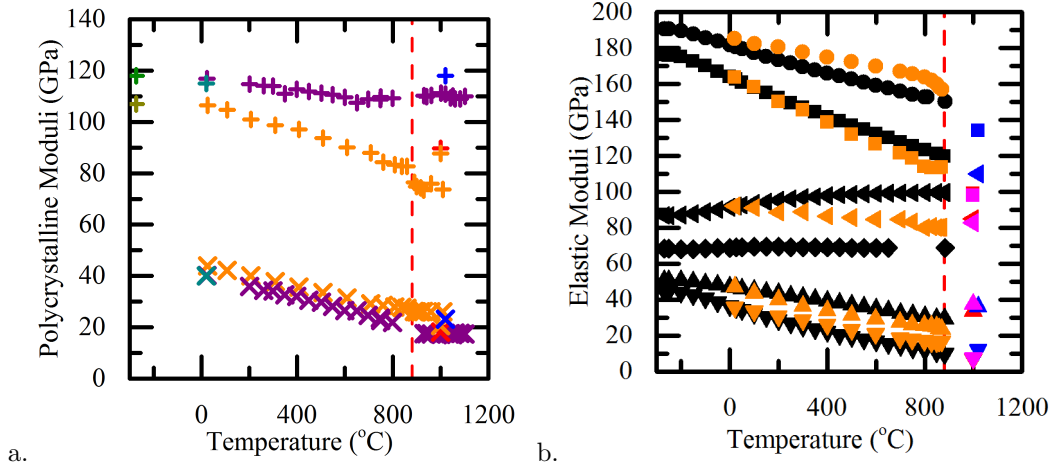 140
120
100
80
60
40
20
0
Polycrystalline Moduli (GPa)
0 400 800 1200
Temperature (°C)
a.
200
180
160
140
120
100
80
60
40
20
0
Elastic Moduli (GPa)
0 400 800 1200
Temperature (°C)
b.